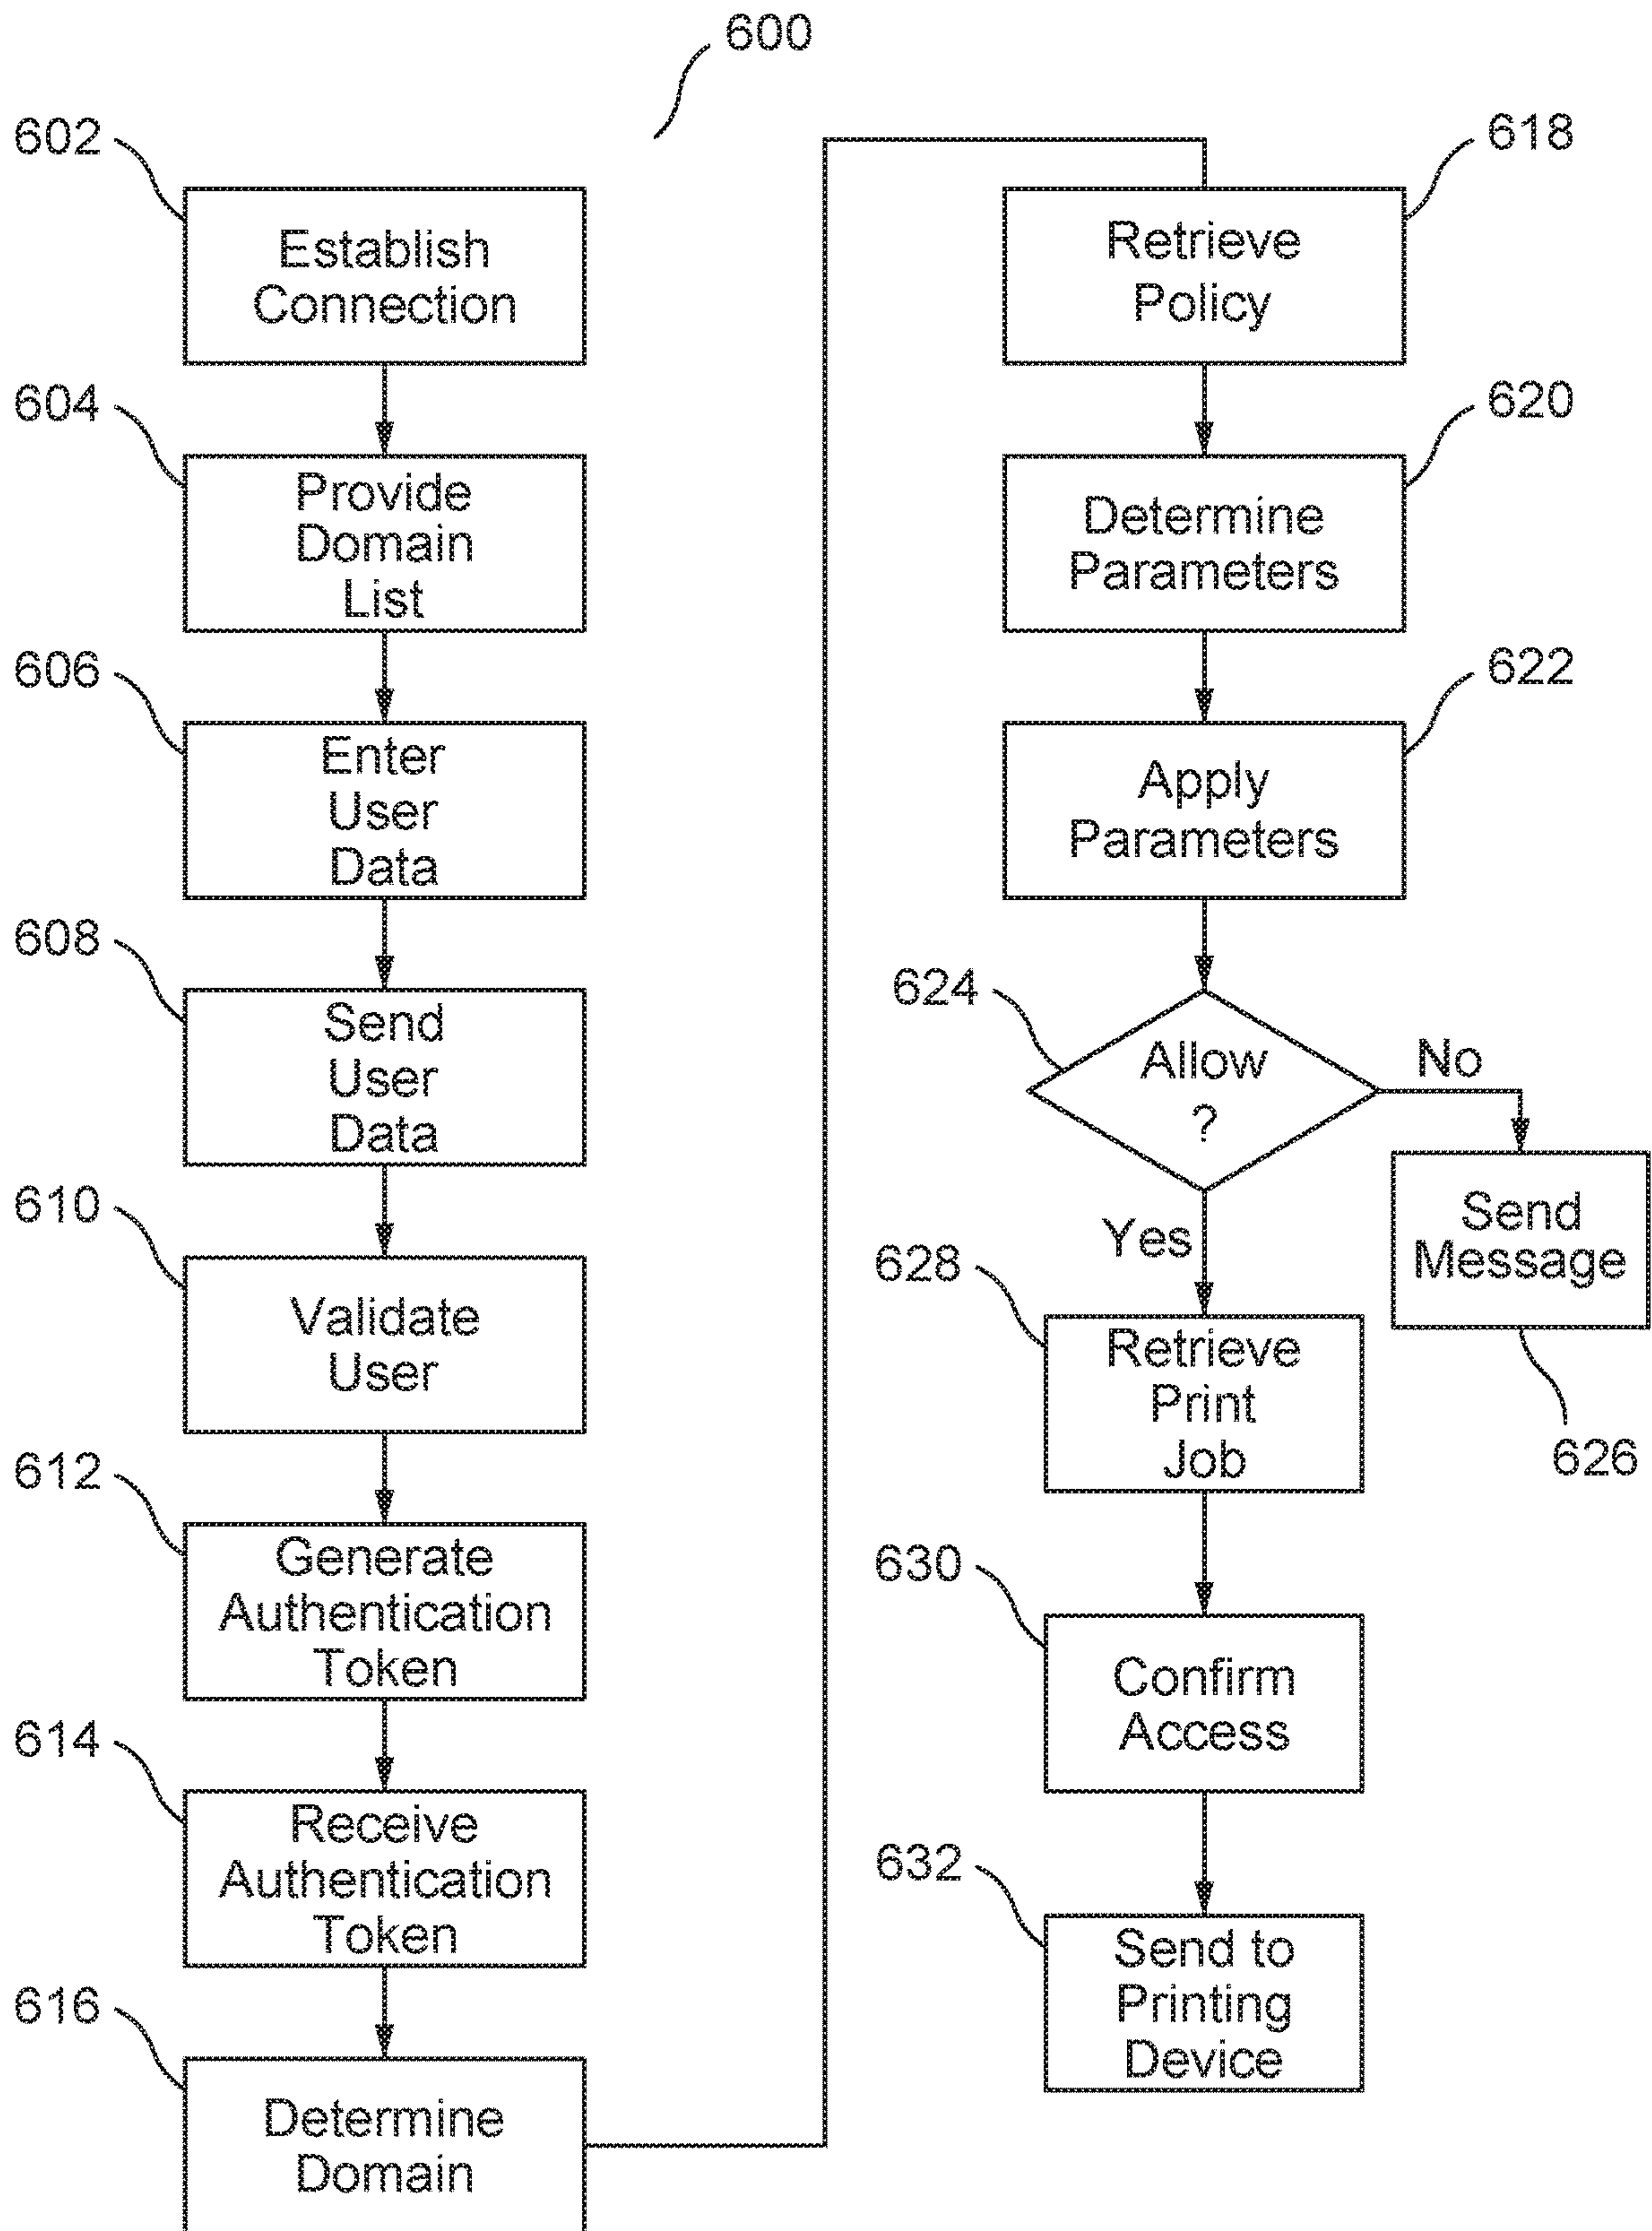 600
602
Establish
Connection
604
Provide
Domain
List
606
Enter
User
Data
608
Send
User
Data
610
Validate
User
612
Generate
Authentication
Token
614
Receive
Authentication
Token
616
Determine
Domain
618
Retrieve
Policy
620
Determine
Parameters
622
Apply
Parameters
624
Allow
?
No
Send
Message
626
Yes
628
Retrieve
Print
Job
630
Confirm
Access
632
Send to
Printing
Device